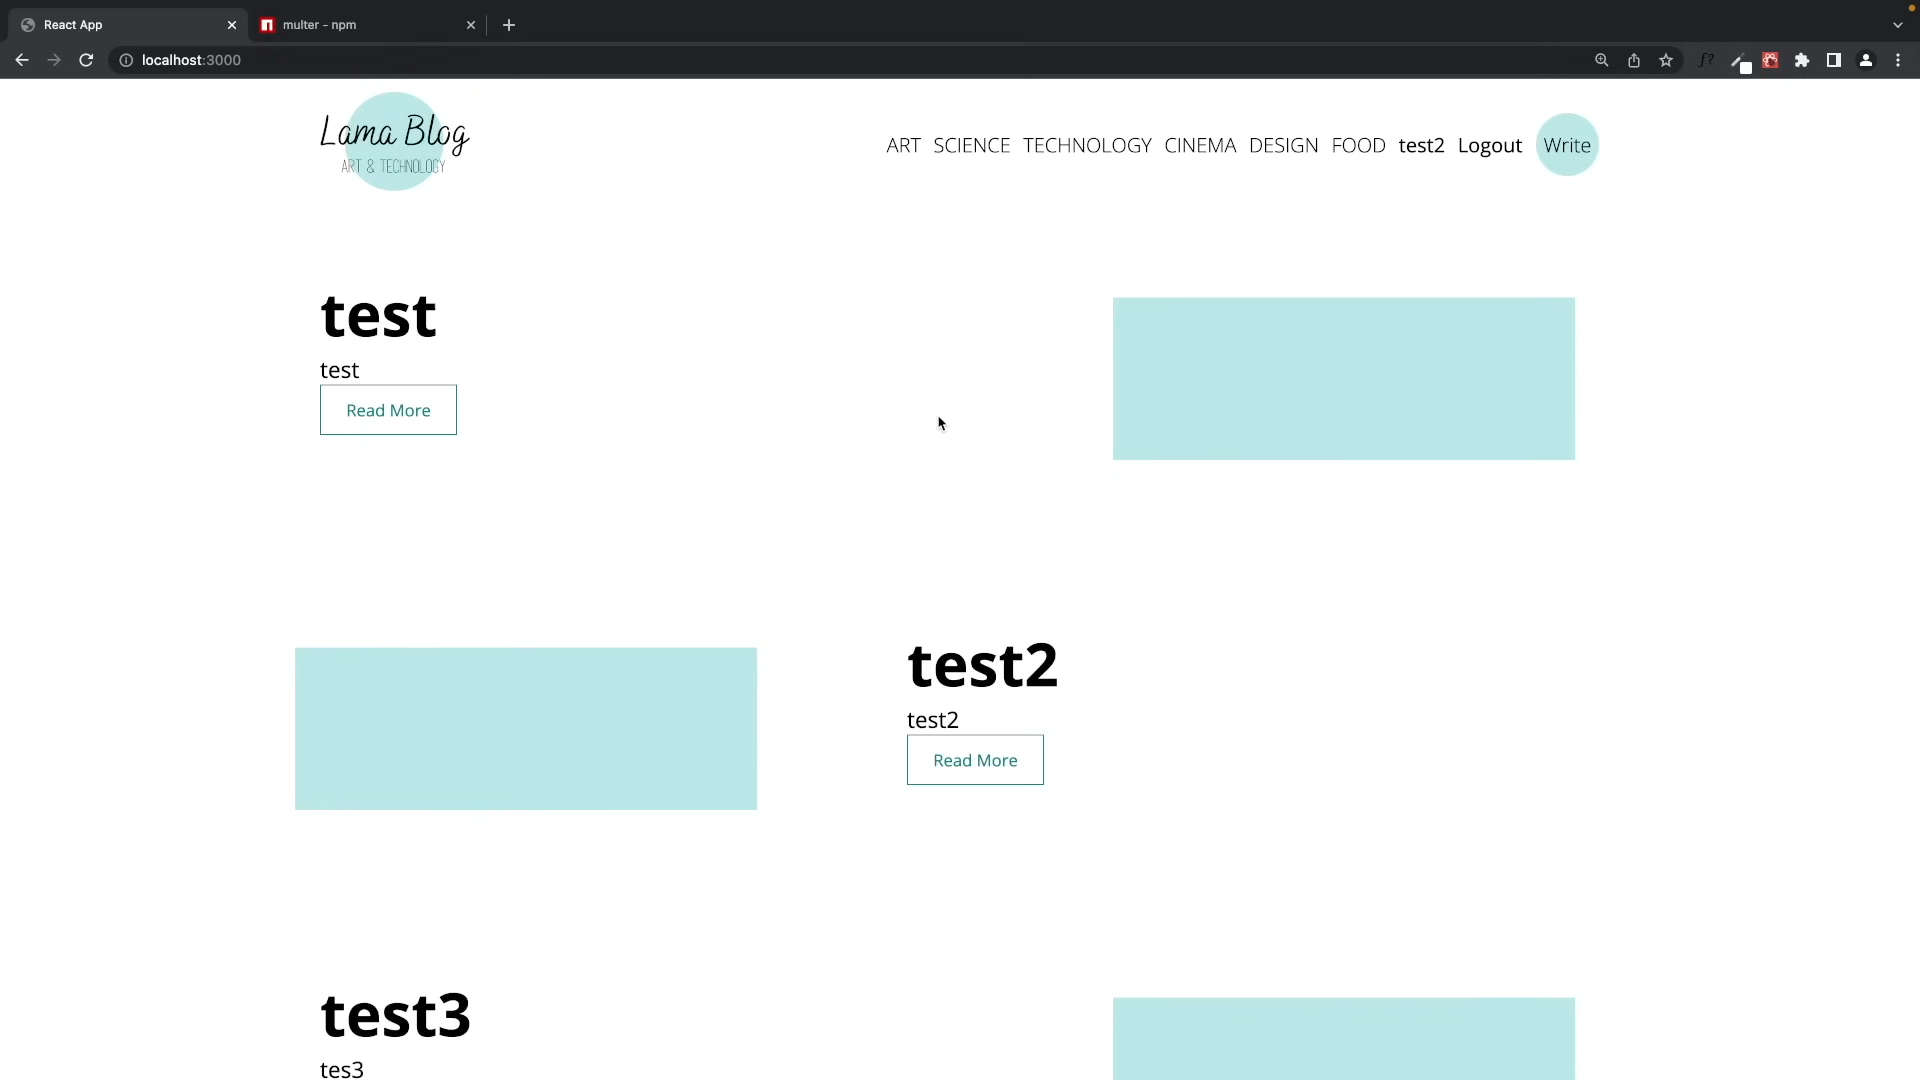 React App
multer - npm
localhost:3000
Lama Blog
ART & TECHNOLOGY
ART SCIENCE TECHNOLOGY CINEMA DESIGN FOOD test2 Logout Write
test
test
Read More
test2
test2
Read More
test3
tes3